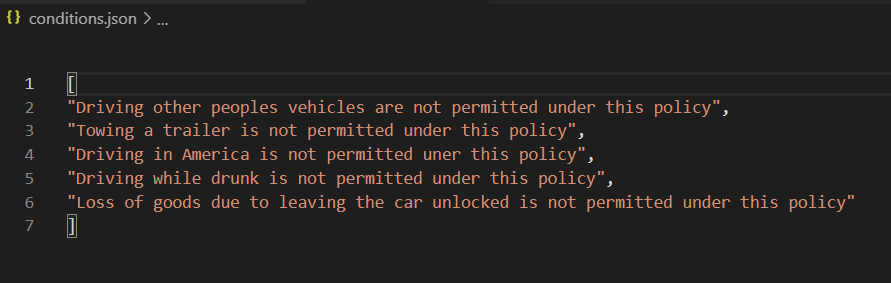 {} conditions.json > ...
1 [
2 "Driving other peoples vehicles are not permitted under this policy",
3 "Towing a trailer is not permitted under this policy",
4 "Driving in America is not permitted uner this policy",
5 "Driving while drunk is not permitted under this policy",
6 "Loss of goods due to leaving the car unlocked is not permitted under this policy"
7 ]